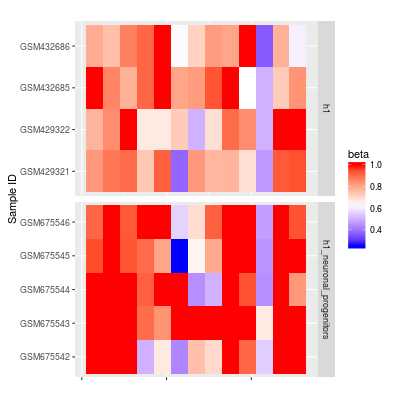 GSM432686
GSM432685
GSM429322
GSM429321
h1
GSM675546
GSM675545
GSM675544
GSM675543
GSM675542
h1_neuronal_progenitors
Sample ID
beta
1.0
0.8
0.6
0.4